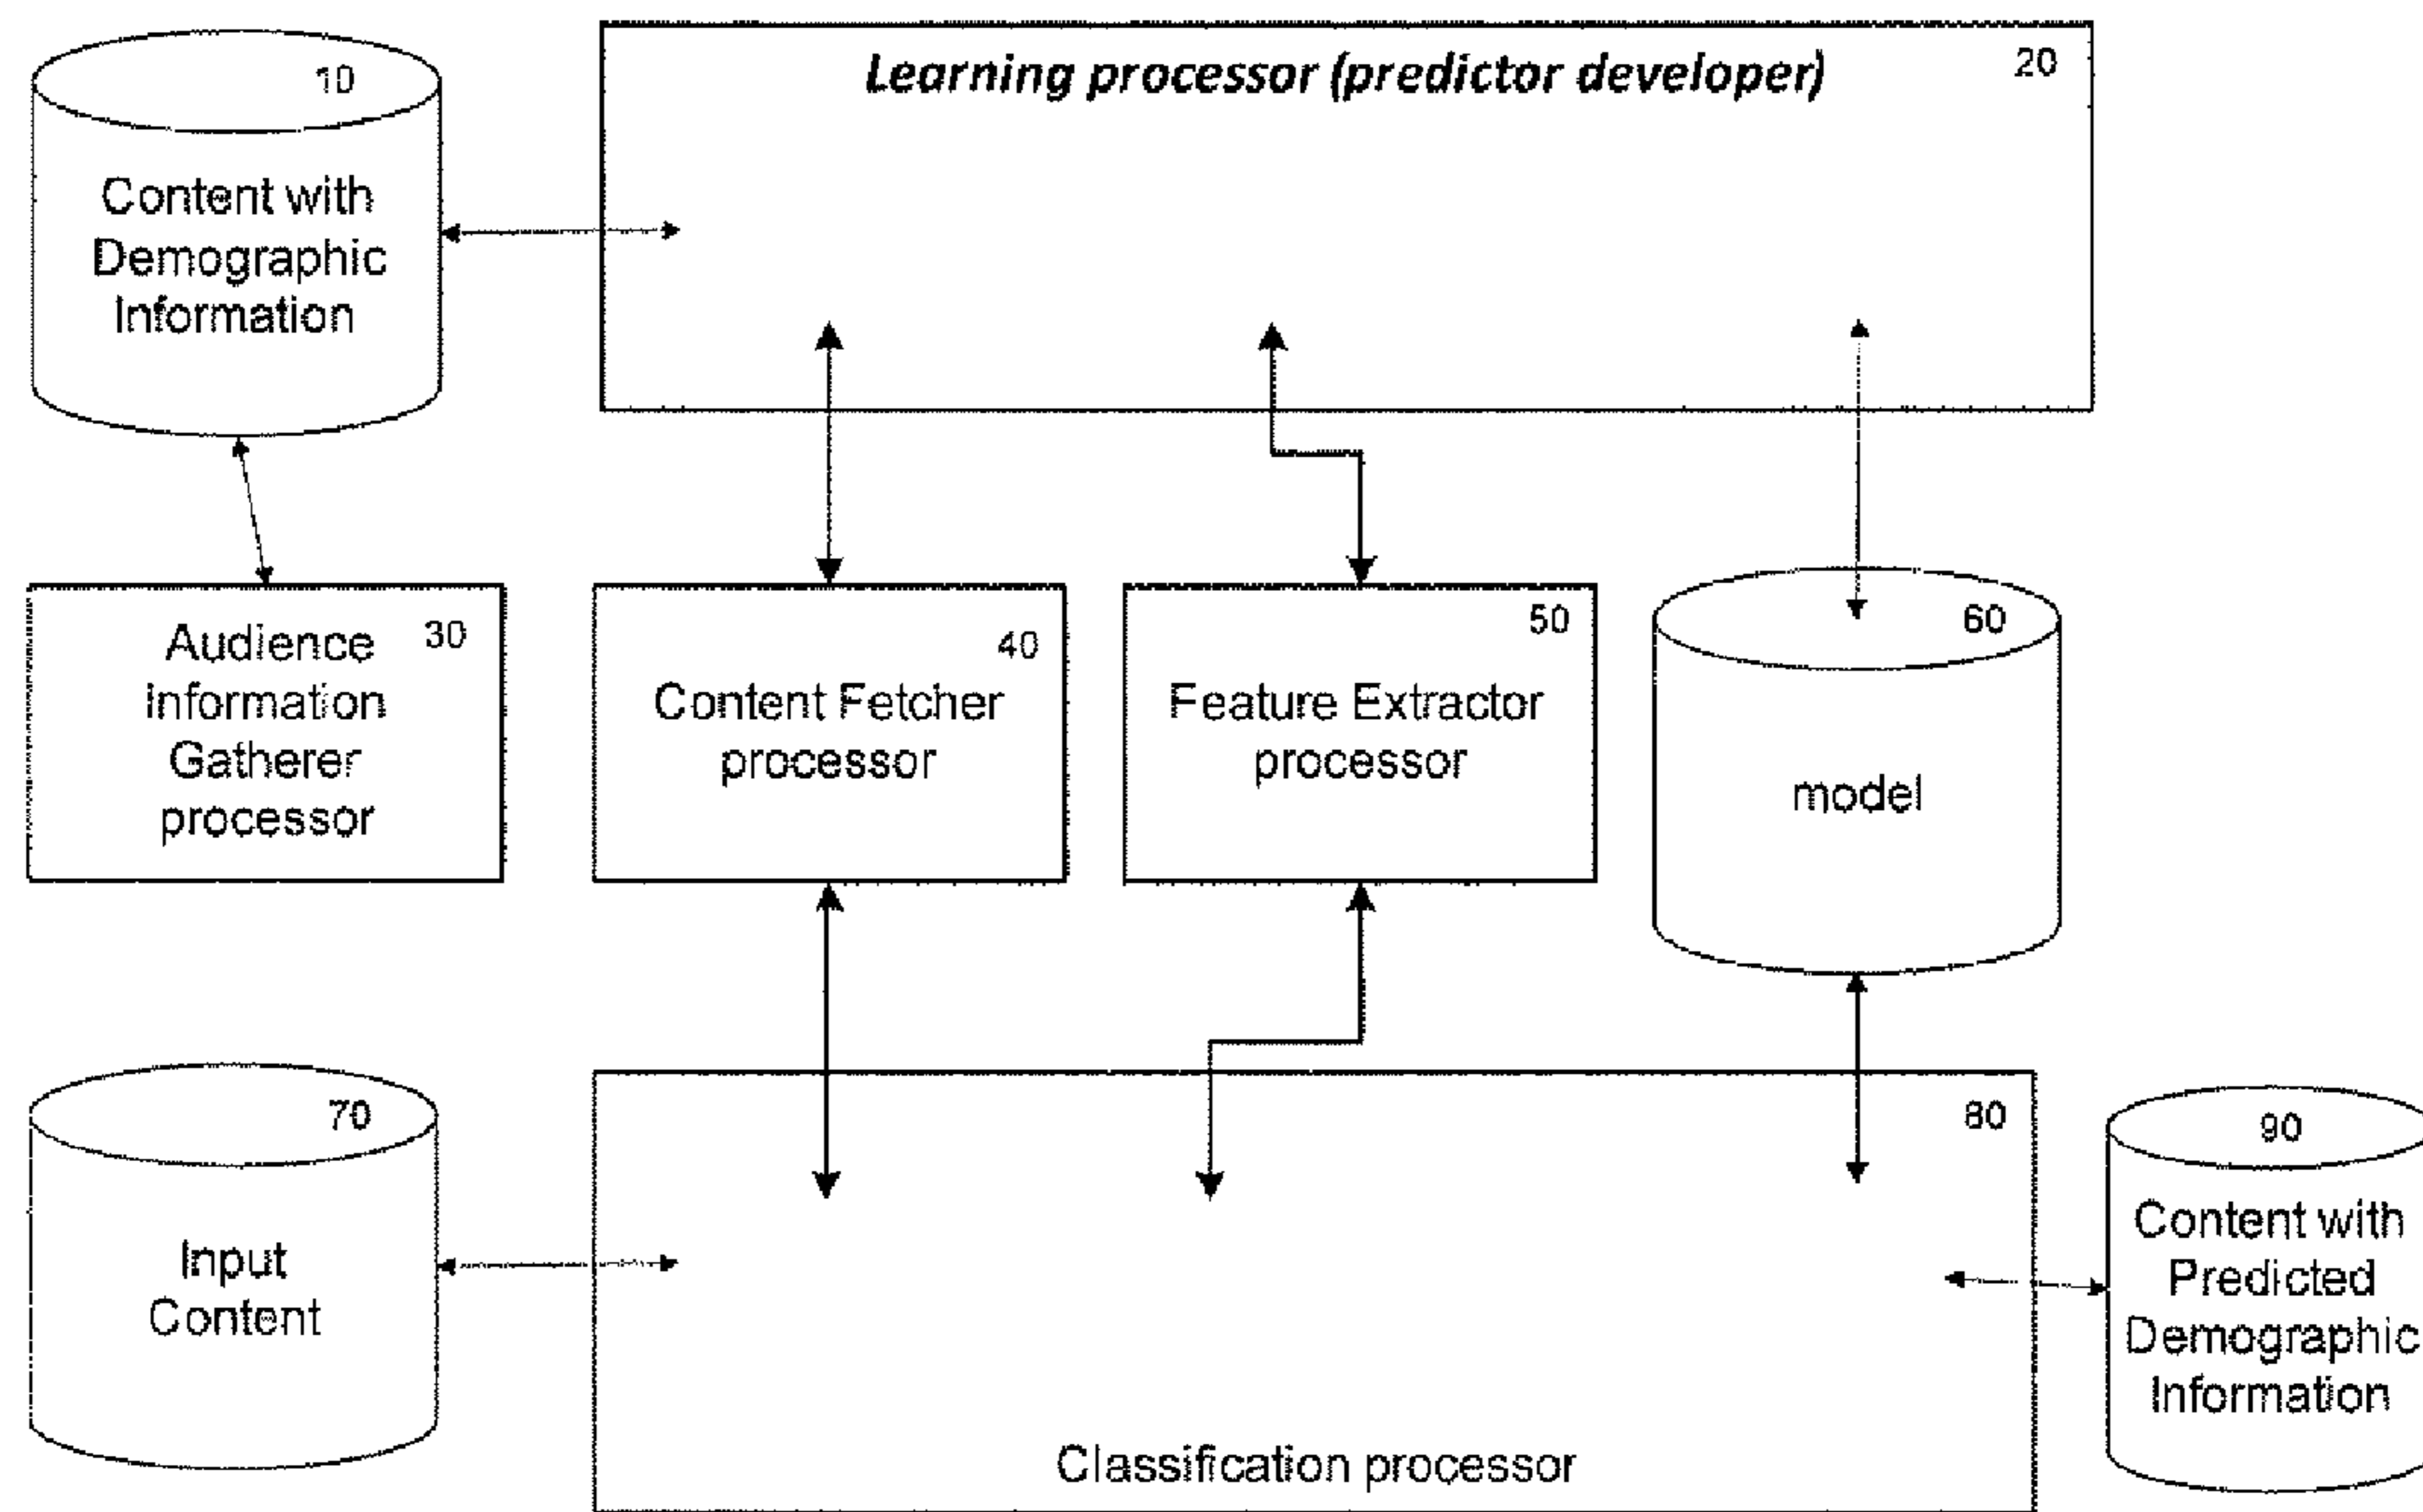 10
Content with
Demographic
Information
Learning processor (predictor developer)
20
Audience
Information
Gatherer
processor
30
Content Fetcher
processor
40
Feature Extractor
processor
50
60
model
70
Input
Content
80
Classification processor
90
Content with
Predicted
Demographic
Information